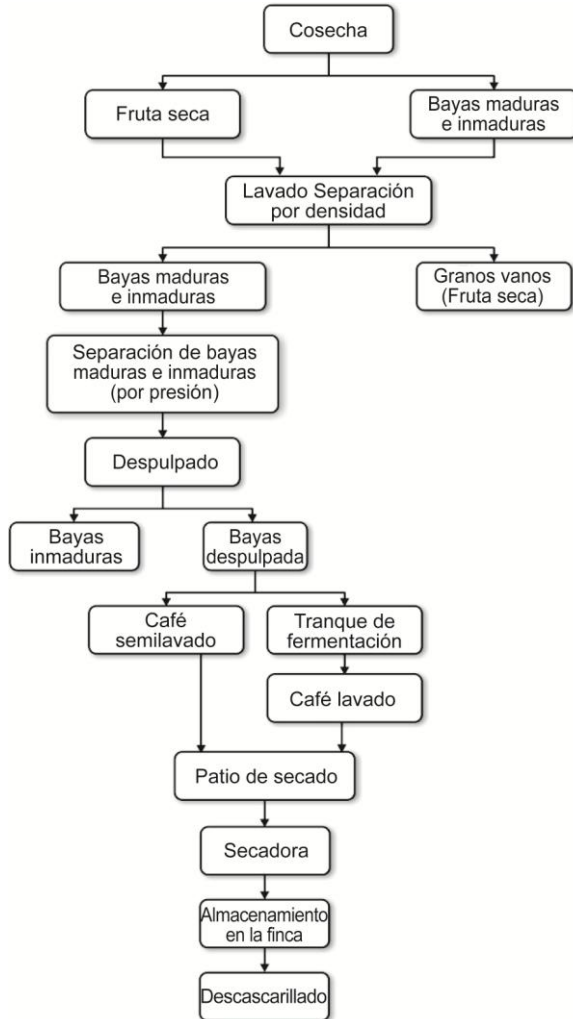 Cosecha
Fruta seca
Bayas maduras
e inmaduras
Lavado Separación
por densidad
Bayas maduras
e inmaduras
Granos vanos
(Fruta seca)
Separación de bayas
maduras e inmaduras
(por presión)
Despulpado
Bayas
inmaduras
Bayas
despulpada
Café
semilavado
Tranque de
fermentación
Café lavado
Patio de secado
Secadora
Almacenamiento
en la finca
Descascarillado